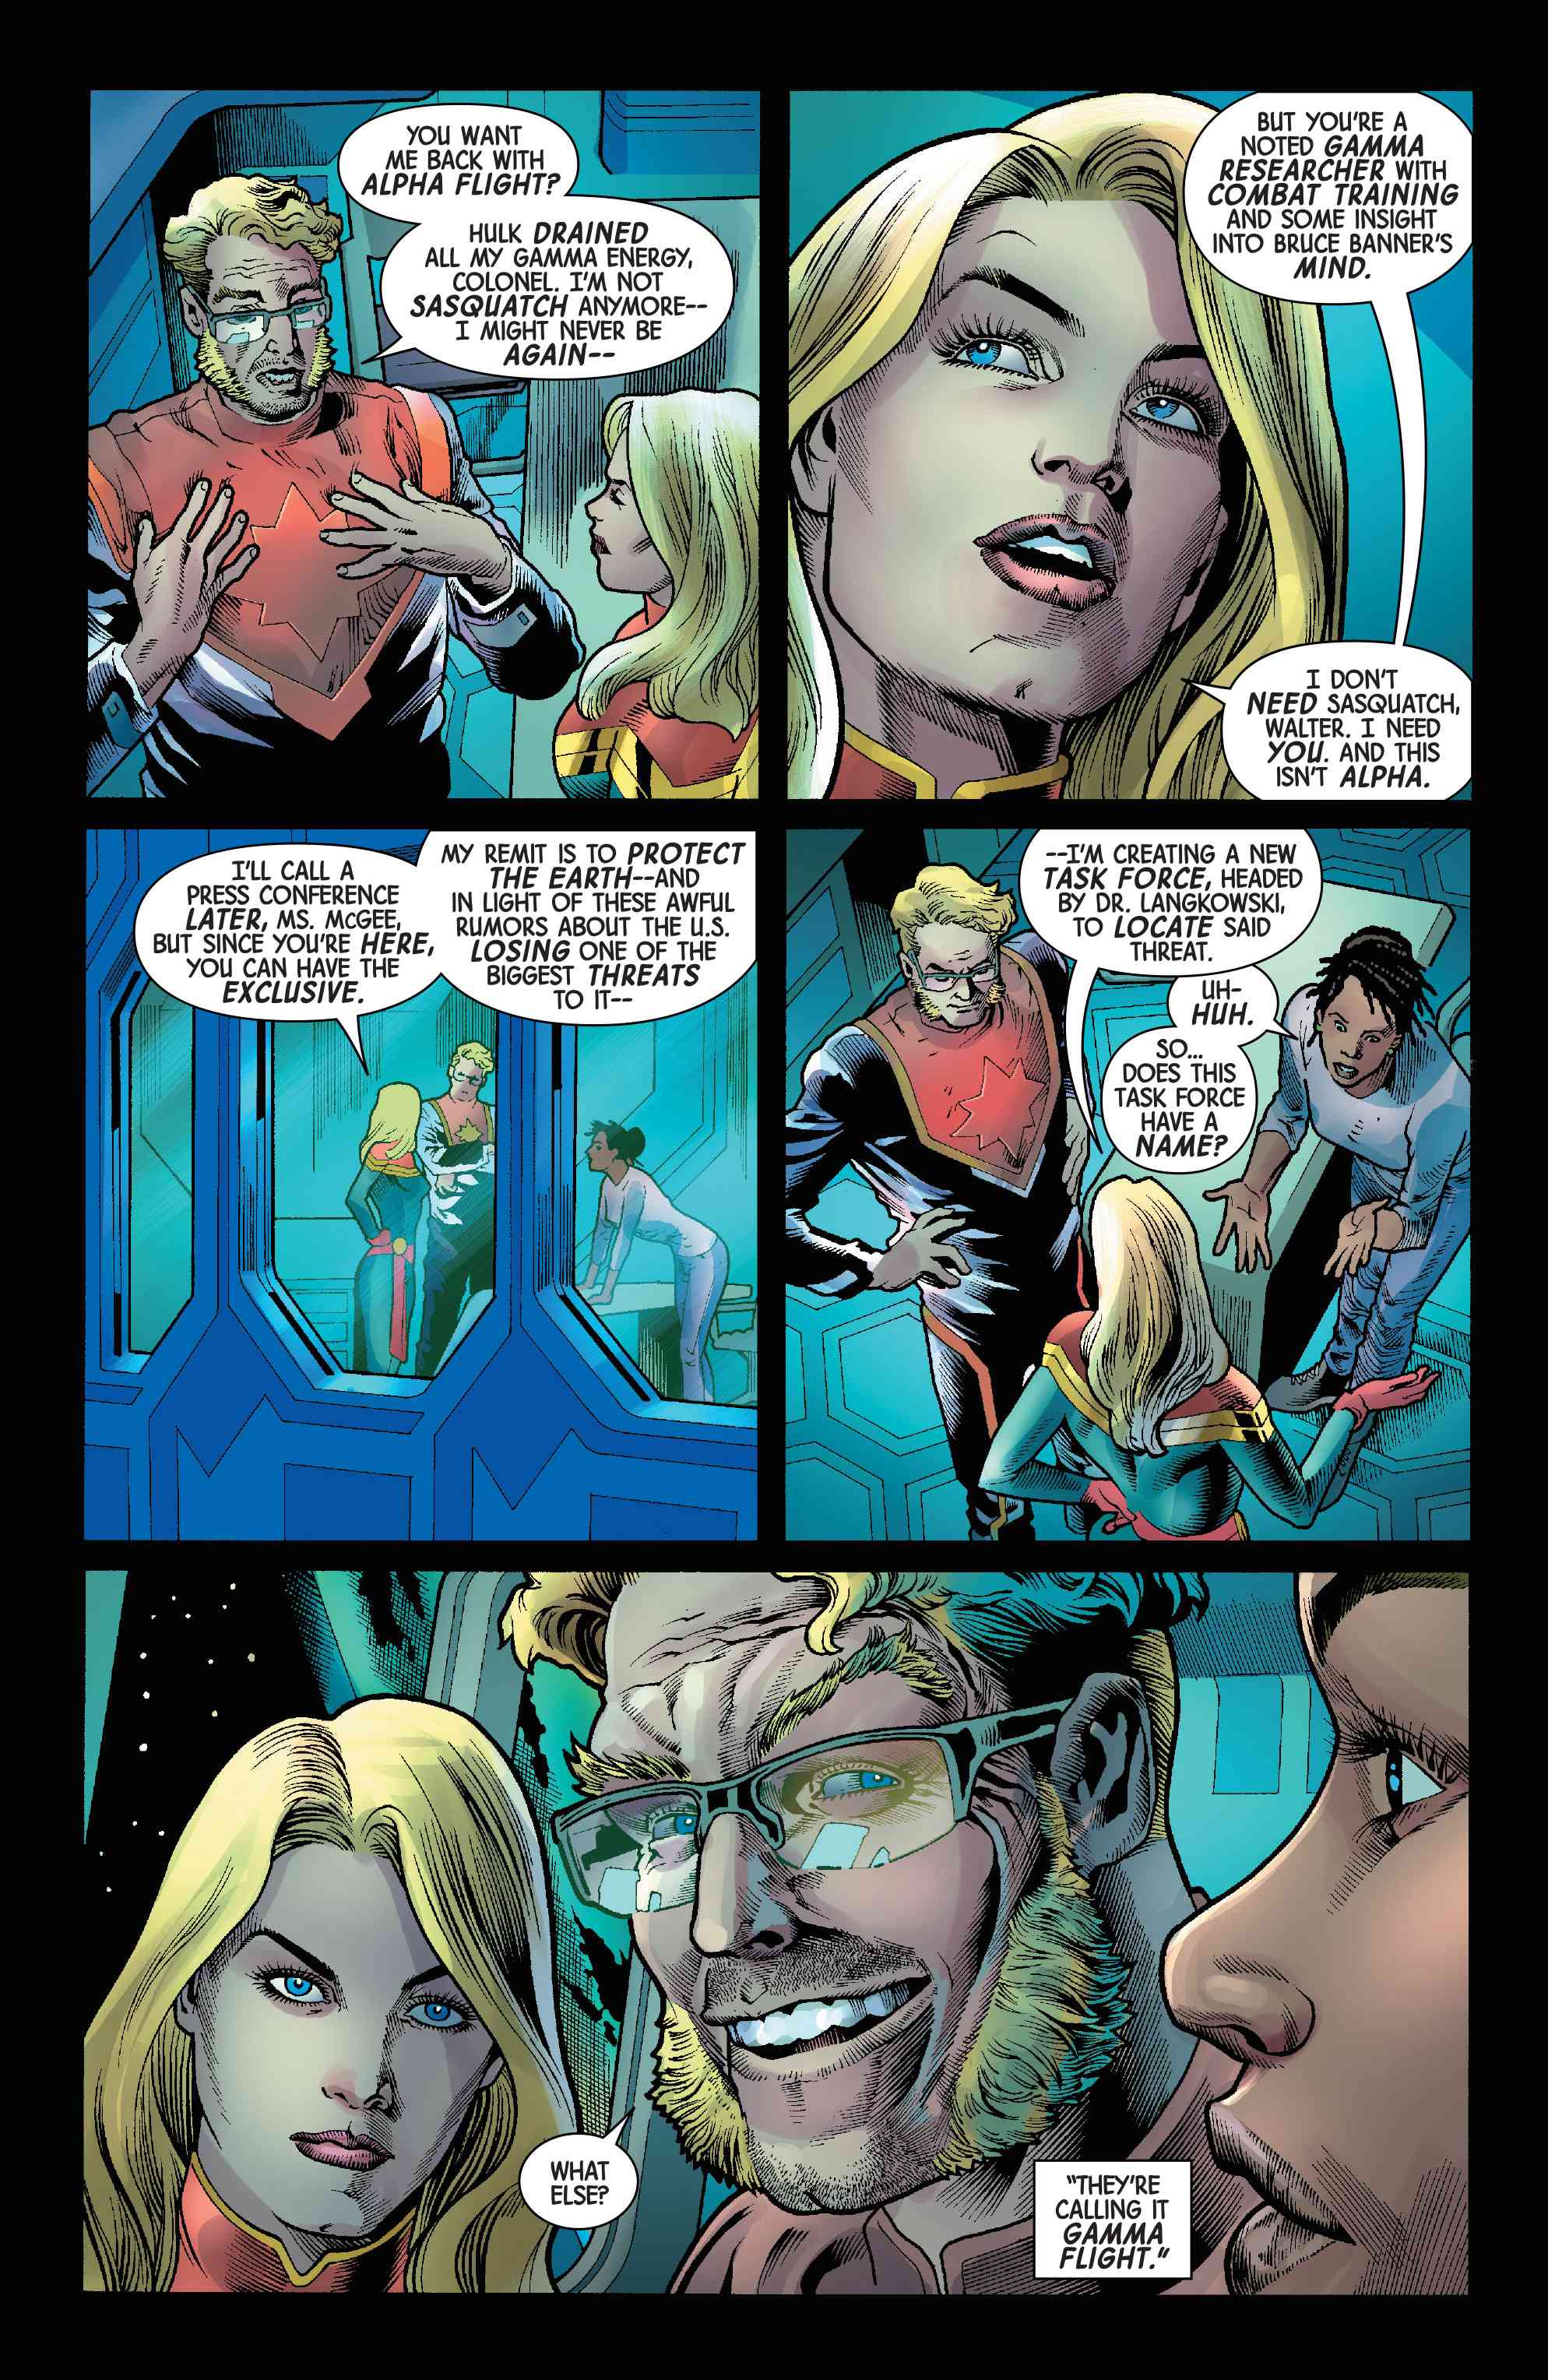 YOU WANT
ME BACK WITH
ALPHA FLIGHT?
HULK DRAINED
ALL MY GAMMA ENERGY,
COLONEL. I'M NOT
SASQUATCH ANYMORE--
I MIGHT NEVER BE
AGAIN--
BUT YOU'RE A
NOTED GAMMA
RESEARCHER WITH
COMBAT TRAINING
AND SOME INSIGHT
INTO BRUCE BANNER'S
MIND.
I DON'T
NEED SASQUATCH,
WALTER. I NEED
YOU. AND THIS
ISN'T ALPHA.
I'LL CALL A
PRESS CONFERENCE
LATER, MS. McGEE,
BUT SINCE YOU'RE HERE,
YOU CAN HAVE THE
EXCLUSIVE.
MY REMIT IS TO PROTECT
THE EARTH--AND
IN LIGHT OF THESE AWFUL
RUMORS ABOUT THE U.S.
LOSING ONE OF THE
BIGGEST THREATS
TO IT--
--I'M CREATING A NEW
TASK FORCE, HEADED
BY DR. LANGKOWSKI,
TO LOCATE SAID
THREAT.
UH-
HUH.
SO...
DOES THIS
TASK FORCE
HAVE A
NAME?
WHAT
ELSE?
"THEY'RE
CALLING IT
GAMMA
FLIGHT."